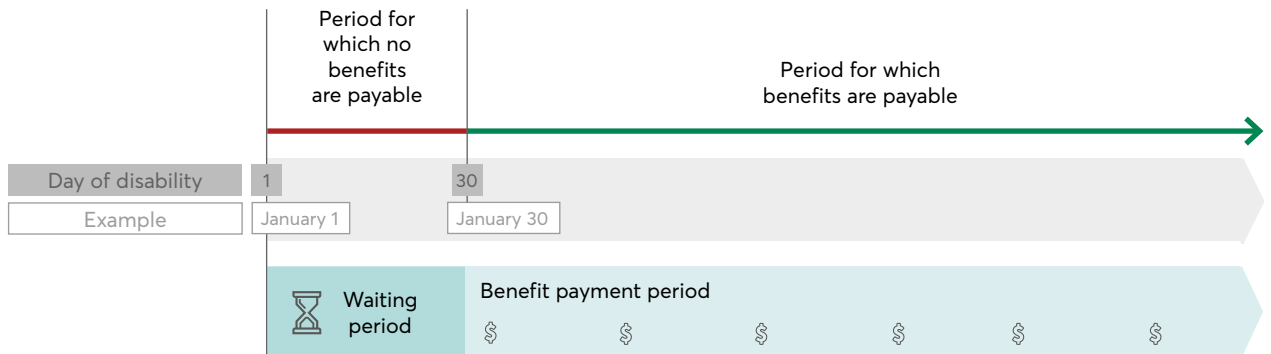 Period for
which no
benefits
are payable
Period for which
benefits are payable
Day of disability
1
30
Example
January 1
January 30
Waiting
period
Benefit payment period
$ $ $ $ $ $